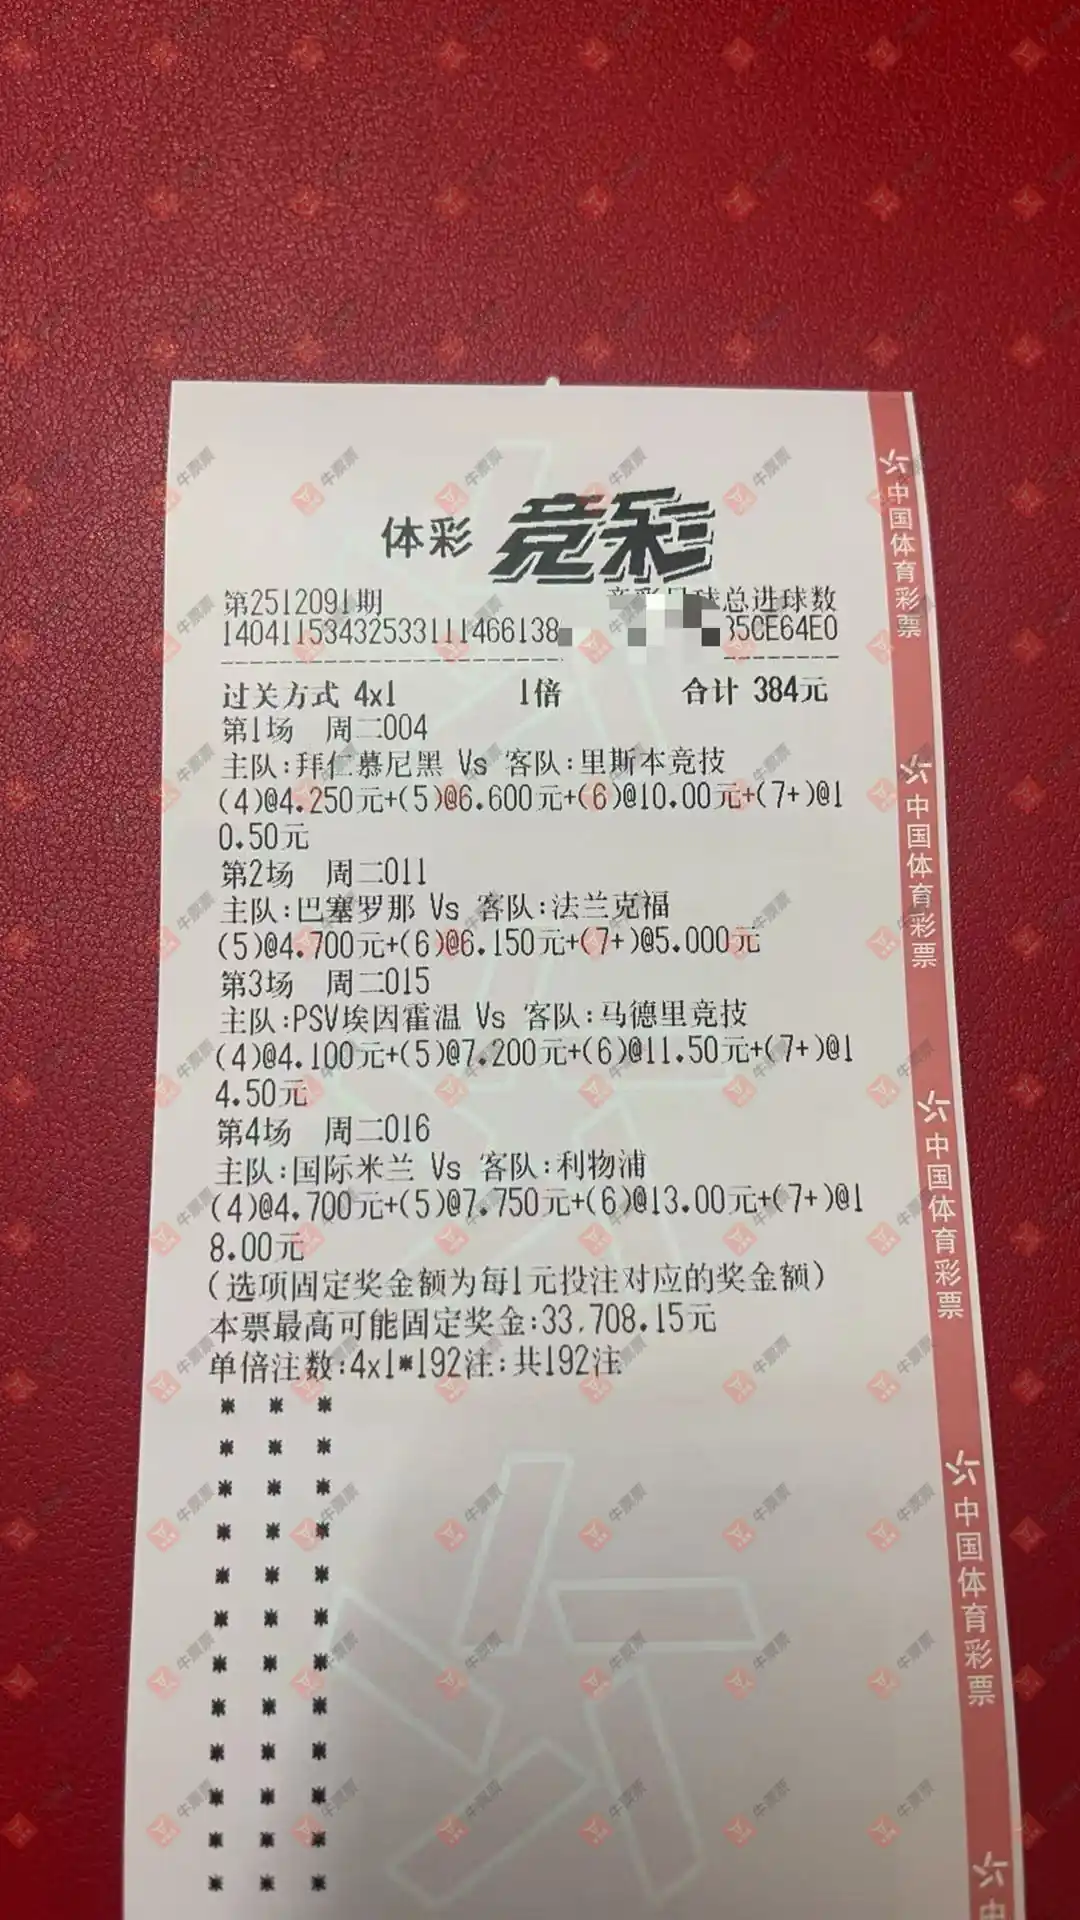 体彩 竞彩
第2512091期 竞彩足球总进球数
14041153432533111466138 35CE64E0
过关方式 4x1 1倍 合计 384元
第1场 周二004
主队:拜仁慕尼黑 Vs 客队:里斯本竞技
(4)@4.250元+(5)@6.600元+(6)@10.00元+(7+)@1
0.50元
第2场 周二011
主队:巴塞罗那 Vs 客队:法兰克福
(5)@4.700元+(6)@6.150元+(7+)@5.000元
第3场 周二015
主队:PSV埃因霍温 Vs 客队:马德里竞技
(4)@4.100元+(5)@7.200元+(6)@11.50元+(7+)@1
4.50元
第4场 周二016
主队:国际米兰 Vs 客队:利物浦
(4)@4.700元+(5)@7.750元+(6)@13.00元+(7+)@1
8.00元
(选项固定奖金额为每1元投注对应的奖金额)
本票最高可能固定奖金:33,708.15元
单倍注数:4x1*192注;共192注
* * *
* * *
* * *
* * *
* * *
* * *
* * *
* * *
* * *
* * *
* * *
* * *
中国体育彩票
中国体育彩票
中国体育彩票
中国体育彩票
中
牛票票